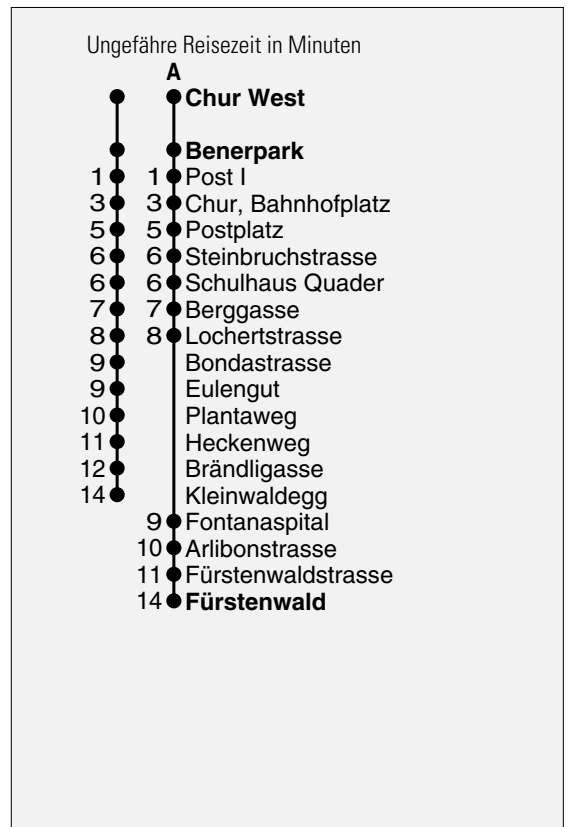 Ungefähre Reisezeit in Minuten
A
Chur West
Benerpark
1 1 Post I
3 3 Chur, Bahnhofplatz
5 5 Postplatz
6 6 Steinbruchstrasse
6 6 Schulhaus Quader
7 7 Berggasse
8 8 Lochertstrasse
9 Bondastrasse
9 Eulengut
10 Plantaweg
11 Heckenweg
12 Brändligasse
14 Kleinwaldegg
9 Fontanaspital
10 Arlibonstrasse
11 Fürstenwaldstrasse
14 Fürstenwald